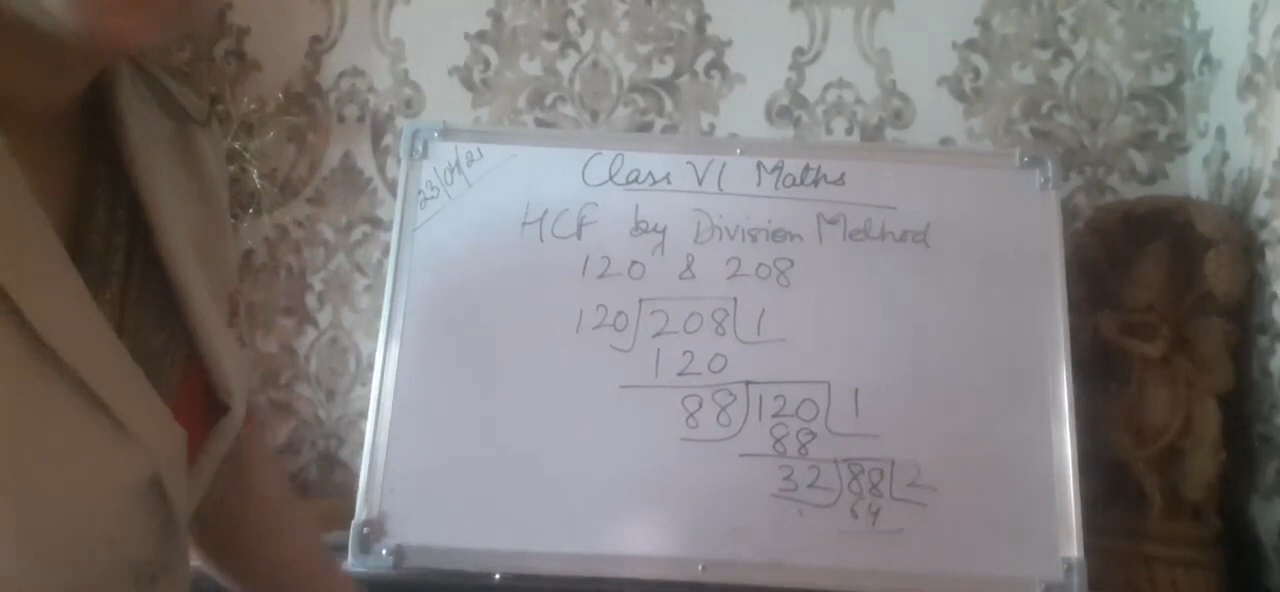 23/04/21
Class VI Maths
HCF by Division Method
120 & 208
120 ) 208 ( 1
120
88 ) 120 ( 1
88
32 ) 88 ( 2
64